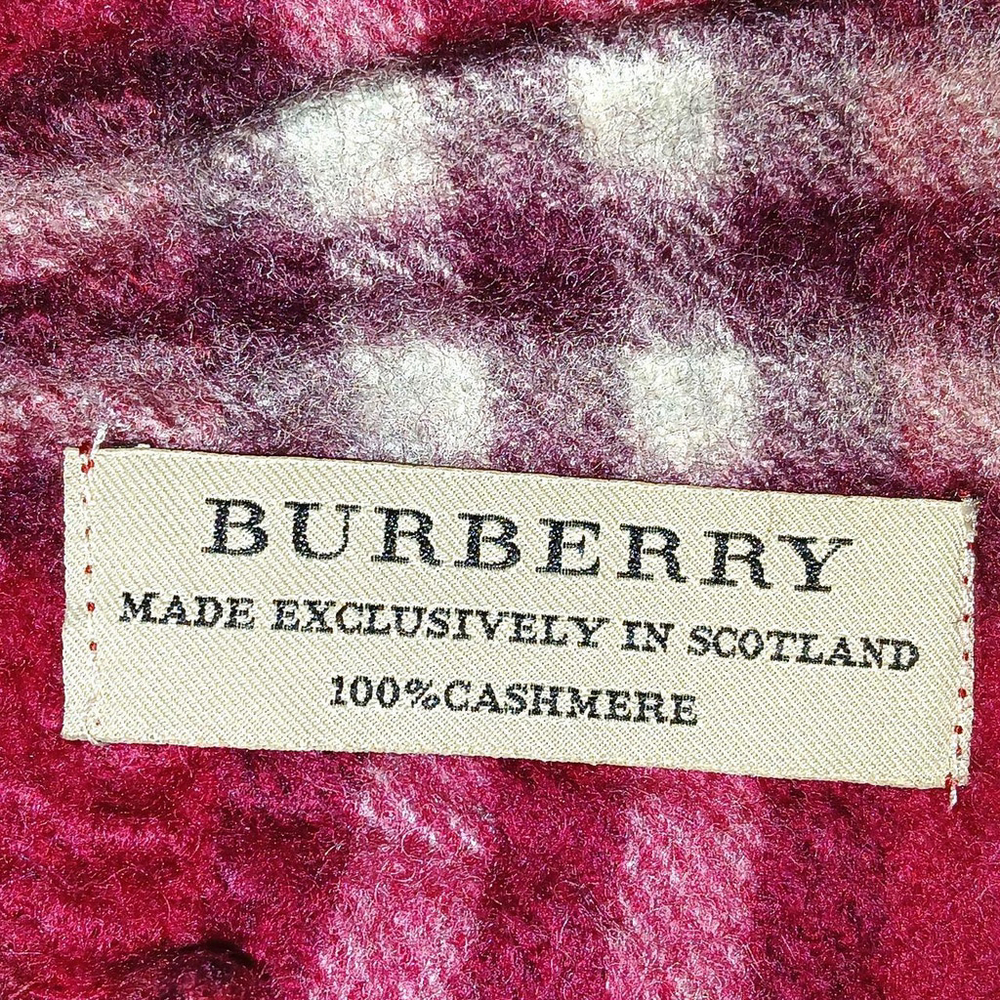 BURBERRY
MADE EXCLUSIVELY IN SCOTLAND
100%CASHMERE